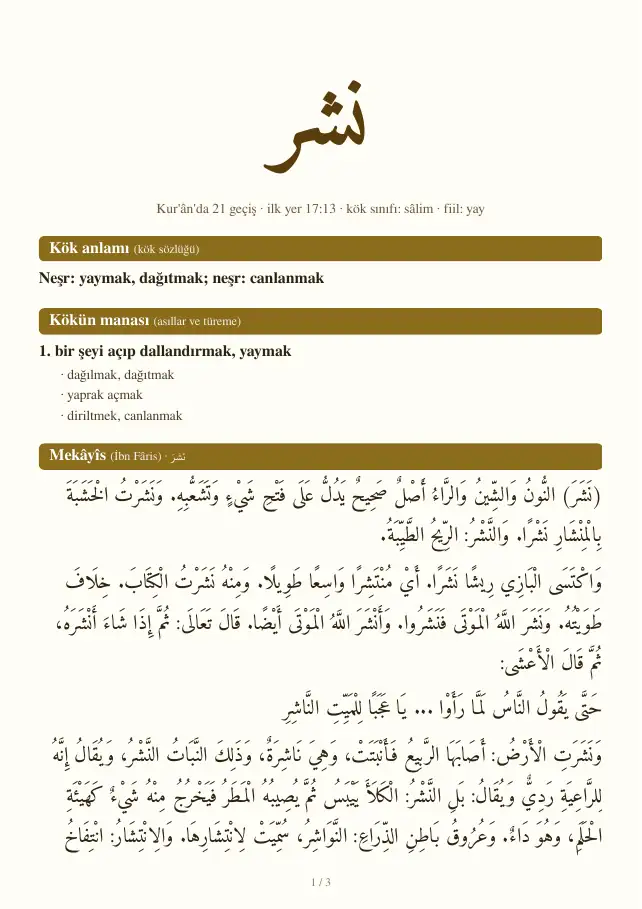 نشر
Kur'ân'da 21 geçiş · ilk yer 17:13 · kök sınıfı: sâlim · fiil: yay
Kök anlamı (kök sözlüğü)
Neşr: yaymak, dağıtmak; neşr: canlanmak
Kökün manası (asıllar ve türeme)
1. bir şeyi açıp dallandırmak, yaymak
· dağılmak, dağıtmak
· yaprak açmak
· diriltmek, canlanmak
Mekâyîs (İbn Fâris) · نَشَرَ
(نَشَرَ) النُّونُ وَالشِّينُ وَالرَّاءُ أَصْلٌ صَحِيحٌ يَدُلُّ عَلَى فَتْحِ شَيْءٍ وَتَشَعُّبِهِ. وَنَشَرْتُ الْخَشَبَةَ
بِالْمِنْشَارِ نَشْرًا. وَالنَّشْرُ: الرِّيحُ الطَّيِّبَةُ.
وَاكْتَسَى الْبَازِي رِيشًا نَشَرًا. أَيْ مُنْتَشِرًا وَاسِعًا طَوِيلًا. وَمِنْهُ نَشَرْتُ الْكِتَابَ. خِلَافَ
طَوَيْتُهُ. وَنَشَرَ اللَّهُ الْمَوْتَى فَنَشَرُوا. وَأَنْشَرَ اللَّهُ الْمَوْتَى أَيْضًا. قَالَ تَعَالَى: ثُمَّ إِذَا شَاءَ أَنْشَرَهُ،
ثُمَّ قَالَ الْأَعْشَى:
حَتَّى يَقُولُ النَّاسُ لَمَّا رَأَوْا ... يَا عَجَبًا لِلْمَيِّتِ النَّاشِرِ
وَنَشَرَتِ الْأَرْضُ: أَصَابَهَا الرَّبِيعُ فَأَنْبَتَتْ، وَهِيَ نَاشِرَةٌ، وَذَلِكَ النَّبَاتُ النَّشْرُ، وَيُقَالُ إِنَّهُ
لِلرَّاعِيَةِ رَدِيٌّ وَيُقَالُ: بَلِ النَّشْرُ: الْكَلَأُ يَيْبَسُ ثُمَّ يُصِيبُهُ الْمَطَرُ فَيَخْرُجُ مِنْهُ شَيْءٌ كَهَيْئَةِ
الْحَلَمِ، وَهُوَ دَاءٌ. وَعُرُوقُ بَاطِنِ الذِّرَاعِ: النَّوَاشِرُ، سُمِّيَتْ لِانْتِشَارِهَا. وَالِانْتِشَارُ: انْتِفَاخُ
1 / 3